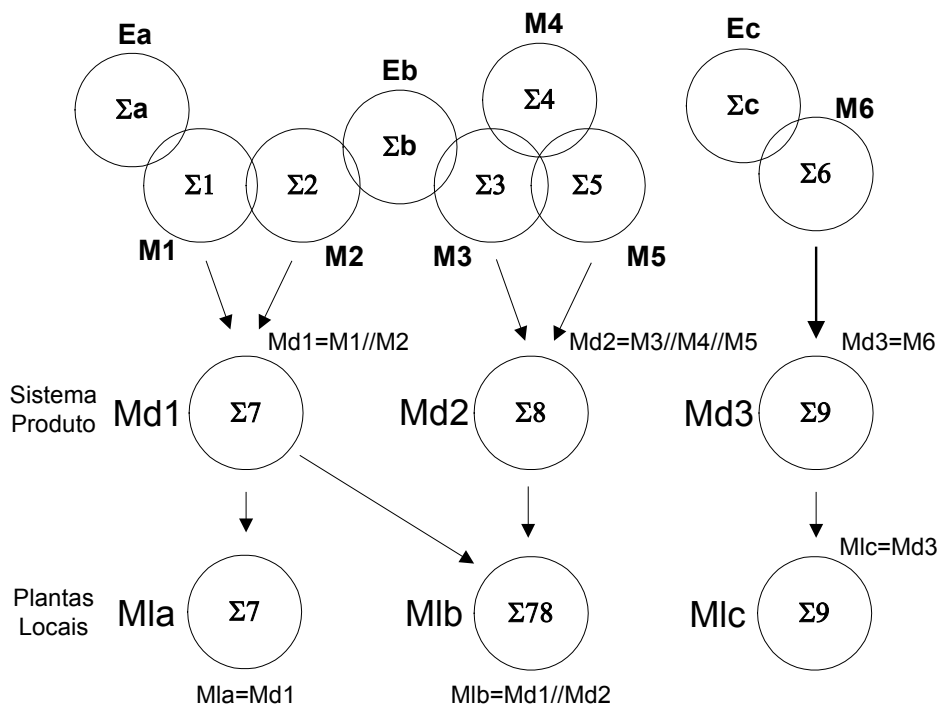 Ea
M4
Ec
Eb
Σa
Σ4
Σc
M6
Σb
Σ1
Σ2
Σ3
Σ5
Σ6
M1
M2
M3
M5
Md1=M1//M2
Md2=M3//M4//M5
Md3=M6
Sistema
Produto
Md1
Σ7
Md2
Σ8
Md3
Σ9
Mlc=Md3
Plantas
Locais
Mla
Σ7
Mlb
Σ78
Mlc
Σ9
Mla=Md1
Mlb=Md1//Md2